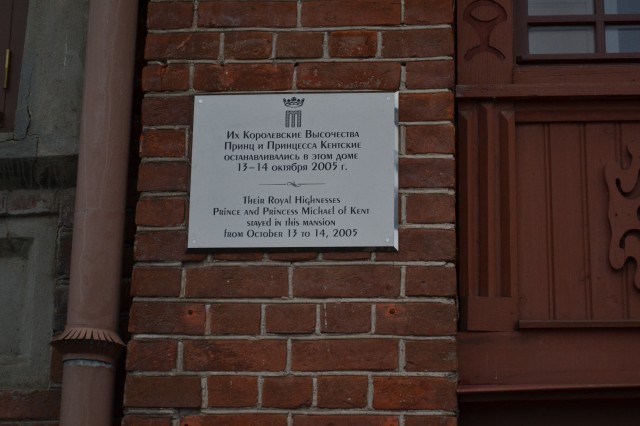 Их Королевские Высочества
Принц и Принцесса Кентские
останавливались в этом доме
13–14 октября 2005 г.
Their Royal Highnesses
Prince and Princess Michael of Kent
stayed in this mansion
from October 13 to 14, 2005